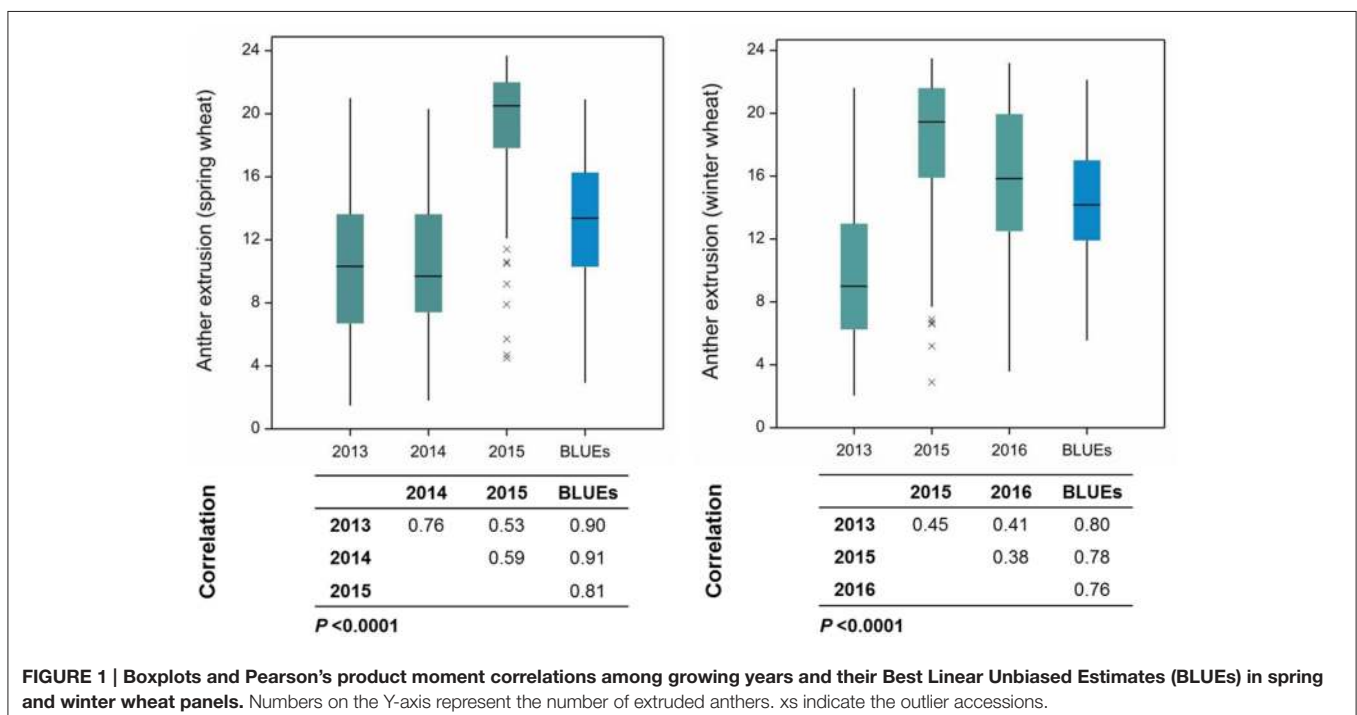 Anther extrusion (spring wheat)
24
20
16
12
8
4
0
2013 2014 2015 BLUEs
Correlation
2014 2015 BLUEs
2013 0.76 0.53 0.90
2014 0.59 0.91
2015 0.81
P <0.0001
Anther extrusion (winter wheat)
24
20
16
12
8
4
0
2013 2015 2016 BLUEs
Correlation
2015 2016 BLUEs
2013 0.45 0.41 0.80
2015 0.38 0.78
2016 0.76
P <0.0001
FIGURE 1 | Boxplots and Pearson's product moment correlations among growing years and their Best Linear Unbiased Estimates (BLUEs) in spring
and winter wheat panels. Numbers on the Y-axis represent the number of extruded anthers. xs indicate the outlier accessions.